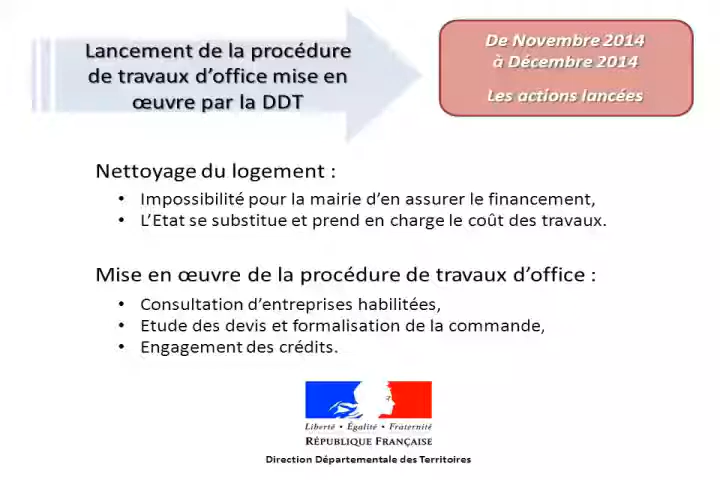 Lancement de la procédure
de travaux d’office mise en
œuvre par la DDT
De Novembre 2014
à Décembre 2014
Les actions lancées
Nettoyage du logement :
• Impossibilité pour la mairie d’en assurer le financement,
• L’Etat se substitue et prend en charge le coût des travaux.
Mise en œuvre de la procédure de travaux d’office :
• Consultation d’entreprises habilitées,
• Etude des devis et formalisation de la commande,
• Engagement des crédits.
Liberté • Égalité • Fraternité
RÉPUBLIQUE FRANÇAISE
Direction Départementale des Territoires